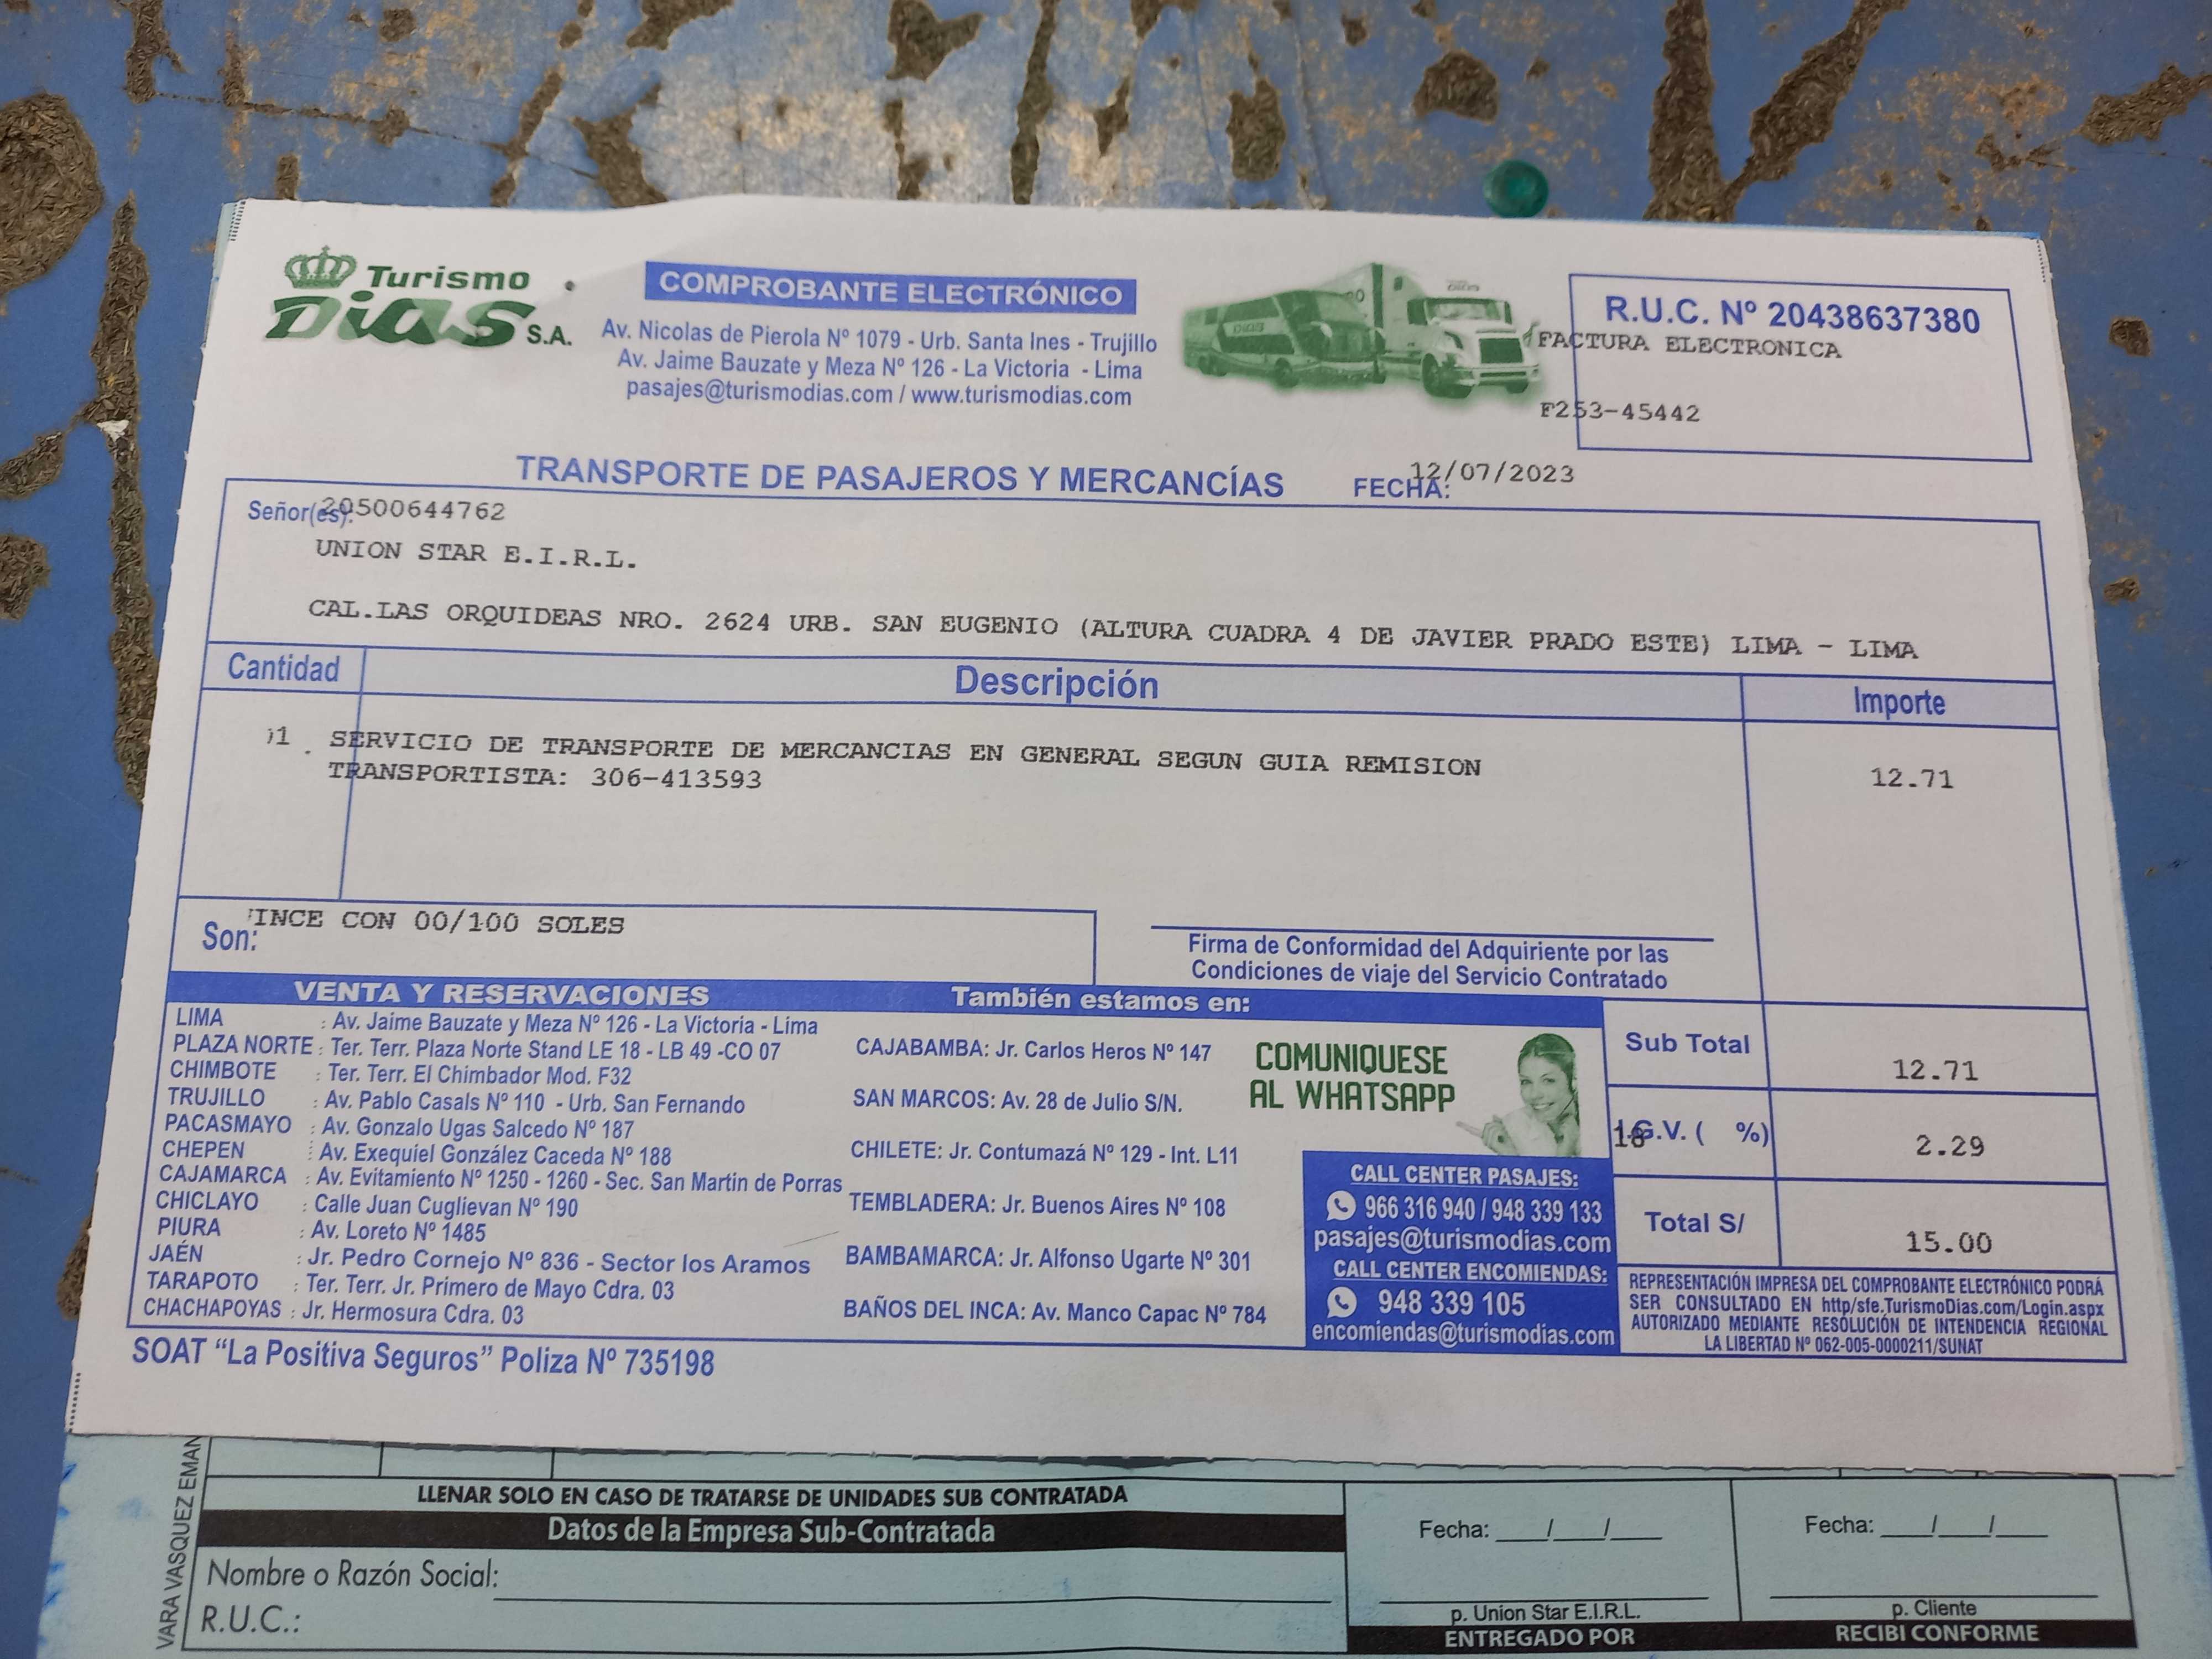 Turismo
Dias S.A.
COMPROBANTE ELECTRÓNICO
Av. Nicolas de Pierola Nº 1079 - Urb. Santa Ines - Trujillo
Av. Jaime Bauzate y Meza Nº 126 - La Victoria - Lima
pasajes@turismodias.com / www.turismodias.com
R.U.C. Nº 20438637380
FACTURA ELECTRONICA
F253-45442
TRANSPORTE DE PASAJEROS Y MERCANCÍAS
FECHA: 12/07/2023
Señor(es): 20500644762
UNION STAR E.I.R.L.
CAL.LAS ORQUIDEAS NRO. 2624 URB. SAN EUGENIO (ALTURA CUADRA 4 DE JAVIER PRADO ESTE) LIMA - LIMA
Cantidad Descripción Importe
1 . SERVICIO DE TRANSPORTE DE MERCANCIAS EN GENERAL SEGUN GUIA REMISION
TRANSPORTISTA: 306-413593 12.71
Son: INCE CON 00/100 SOLES
Firma de Conformidad del Adquiriente por las
Condiciones de viaje del Servicio Contratado
VENTA Y RESERVACIONES
LIMA : Av. Jaime Bauzate y Meza Nº 126 - La Victoria - Lima
PLAZA NORTE : Ter. Terr. Plaza Norte Stand LE 18 - LB 49 -CO 07
CHIMBOTE : Ter. Terr. El Chimbador Mod. F32
TRUJILLO : Av. Pablo Casals Nº 110 - Urb. San Fernando
PACASMAYO : Av. Gonzalo Ugas Salcedo Nº 187
CHEPEN : Av. Exequiel González Caceda Nº 188
CAJAMARCA : Av. Evitamiento Nº 1250 - 1260 - Sec. San Martin de Porras
CHICLAYO : Calle Juan Cuglievan Nº 190
PIURA : Av. Loreto Nº 1485
JAÉN : Jr. Pedro Cornejo Nº 836 - Sector los Aramos
TARAPOTO : Ter. Terr. Jr. Primero de Mayo Cdra. 03
CHACHAPOYAS : Jr. Hermosura Cdra. 03
También estamos en:
CAJABAMBA: Jr. Carlos Heros Nº 147
SAN MARCOS: Av. 28 de Julio S/N.
CHILETE: Jr. Contumazá Nº 129 - Int. L11
TEMBLADERA: Jr. Buenos Aires Nº 108
BAMBAMARCA: Jr. Alfonso Ugarte Nº 301
BAÑOS DEL INCA: Av. Manco Capac Nº 784
COMUNIQUESE
AL WHATSAPP
CALL CENTER PASAJES:
966 316 940 / 948 339 133
pasajes@turismodias.com
CALL CENTER ENCOMIENDAS:
948 339 105
encomiendas@turismodias.com
Sub Total 12.71
I.G.V. ( %) 18 2.29
Total S/ 15.00
REPRESENTACIÓN IMPRESA DEL COMPROBANTE ELECTRÓNICO PODRÁ
SER CONSULTADO EN http/sfe.TurismoDias.com/Login.aspx
AUTORIZADO MEDIANTE RESOLUCIÓN DE INTENDENCIA REGIONAL
LA LIBERTAD Nº 062-005-0000211/SUNAT
SOAT “La Positiva Seguros” Poliza Nº 735198
VARA VASQUEZ EMAN
LLENAR SOLO EN CASO DE TRATARSE DE UNIDADES SUB CONTRATADA
Datos de la Empresa Sub-Contratada
Nombre o Razón Social:
R.U.C.:
Fecha: ___/___/___
p. Union Star E.I.R.L.
ENTREGADO POR
Fecha: ___/___/___
p. Cliente
RECIBI CONFORME